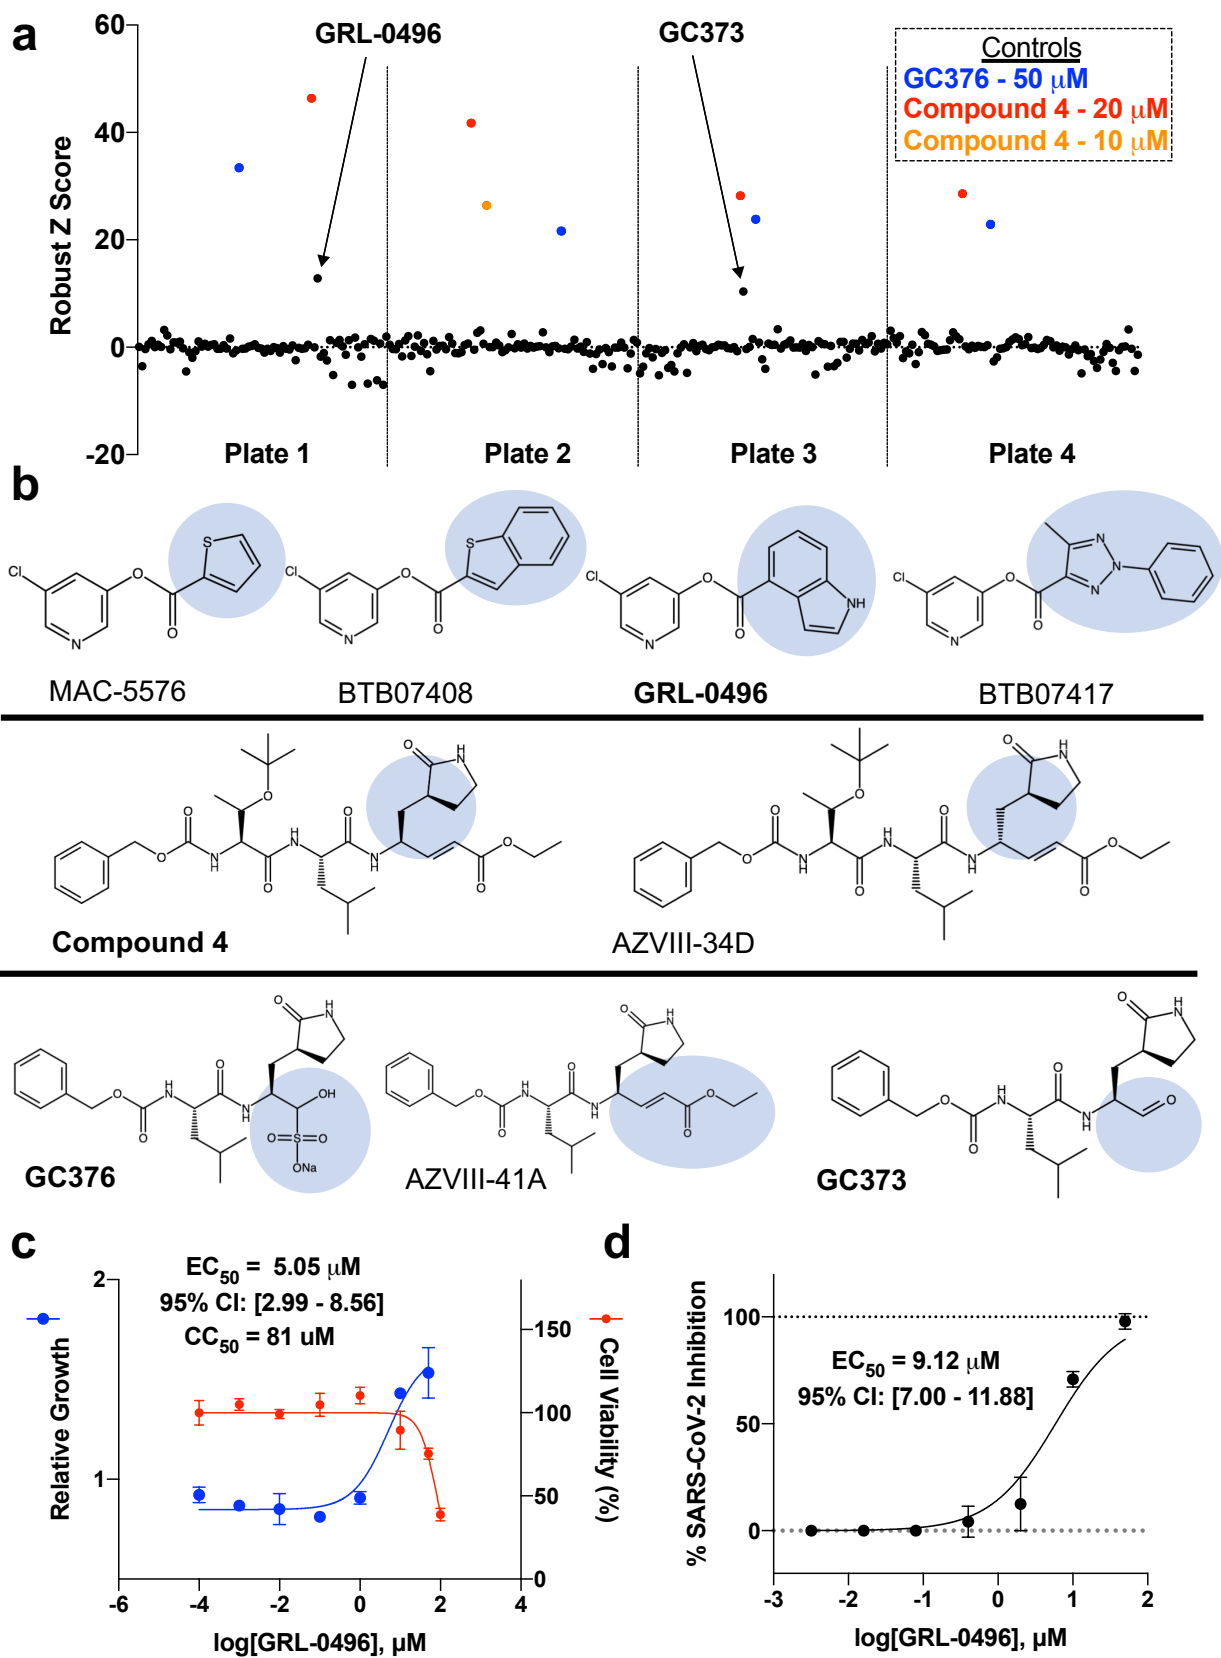 a
60
40
20
0
-20
Robust Z Score
GRL-0496
GC373
Controls
GC376 - 50 μM
Compound 4 - 20 μM
Compound 4 - 10 μM
Plate 1
Plate 2
Plate 3
Plate 4
b
Cl
N
O
O
S
MAC-5576
Cl
N
O
O
S
BTB07408
Cl
N
O
O
NH
GRL-0496
Cl
N
O
O
N
N
N
BTB07417
O
O
N
H
O
O
N
H
O
N
H
O
H
N
O
O
Compound 4
O
O
N
H
O
O
N
H
O
N
H
O
H
N
O
O
AZVIII-34D
O
O
N
H
O
N
H
O
H
N
OH
O=S=O
ONa
GC376
O
O
N
H
O
N
H
O
H
N
O
O
AZVIII-41A
O
O
N
H
O
N
H
O
H
N
O
GC373
c
EC50 = 5.05 μM
95% CI: [2.99 - 8.56]
CC50 = 81 uM
Relative Growth
2
1
150
100
50
0
Cell Viability (%)
-6
-4
-2
0
2
4
log[GRL-0496], μM
d
% SARS-CoV-2 Inhibition
100
50
0
EC50 = 9.12 μM
95% CI: [7.00 - 11.88]
-3
-2
-1
0
1
2
log[GRL-0496], μM